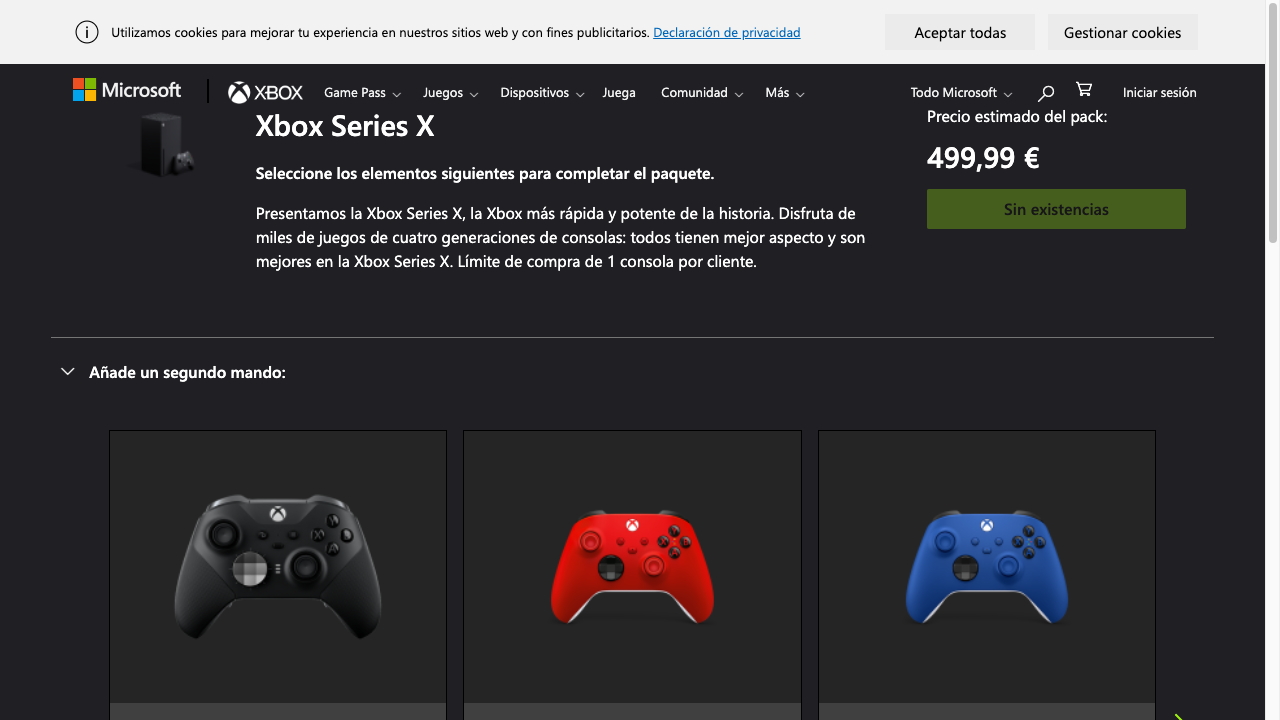 Utilizamos cookies para mejorar tu experiencia en nuestros sitios web y con fines publicitarios. Declaración de privacidad
Aceptar todas
Gestionar cookies
Microsoft
XBOX
Game Pass
Juegos
Dispositivos
Juega
Comunidad
Más
Todo Microsoft
Iniciar sesión
Xbox Series X
Seleccione los elementos siguientes para completar el paquete.
Presentamos la Xbox Series X, la Xbox más rápida y potente de la historia. Disfruta de
miles de juegos de cuatro generaciones de consolas: todos tienen mejor aspecto y son
mejores en la Xbox Series X. Límite de compra de 1 consola por cliente.
Precio estimado del pack:
499,99 €
Sin existencias
Añade un segundo mando: